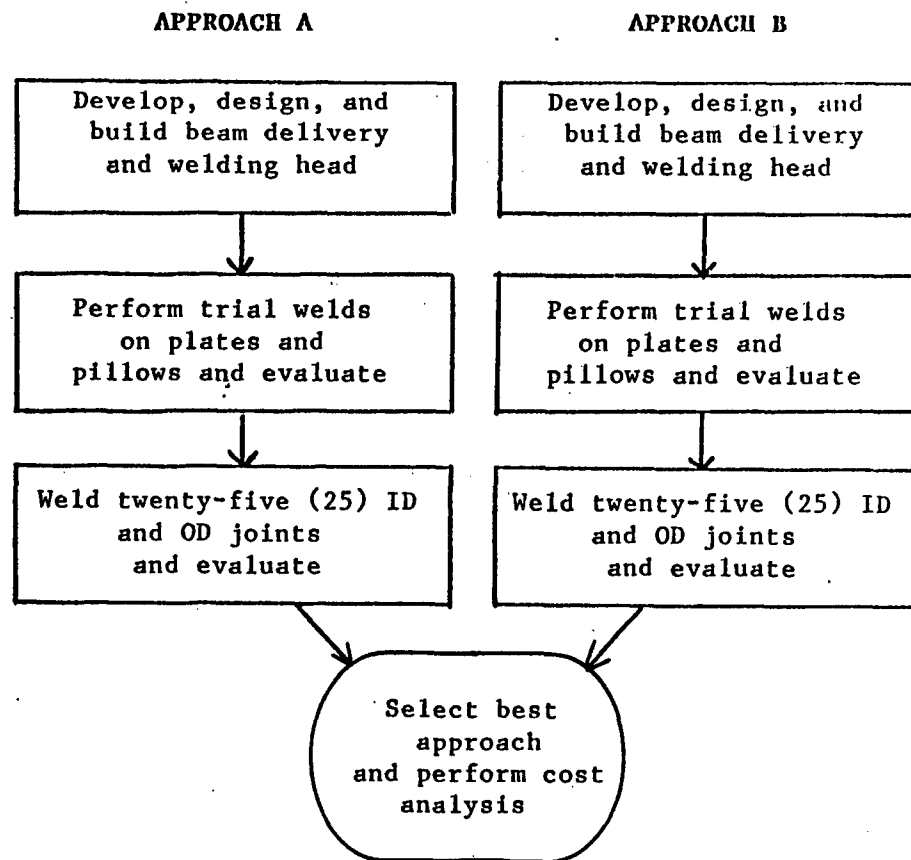 APPROACH A
Develop, design, and
build beam delivery
and welding head
Perform trial welds
on plates and
pillows and evaluate
Weld twenty-five (25) ID
and OD joints
and evaluate
APPROACH B
Develop, design, and
build beam delivery
and welding head
Perform trial welds
on plates and
pillows and evaluate
Weld twenty-five (25) ID
and OD joints
and evaluate
Select best
approach
and perform cost
analysis